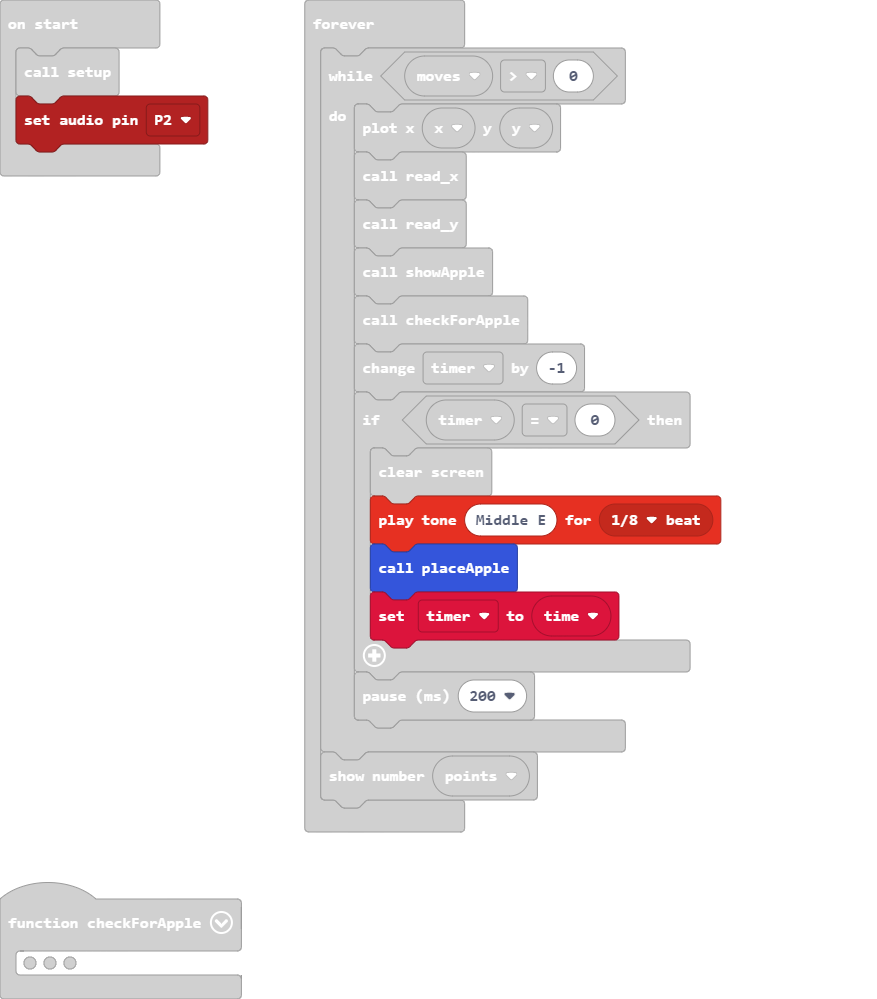 on start
call setup
set audio pin P2
forever
while moves > 0
do
plot x x y y
call read_x
call read_y
call showApple
call checkForApple
change timer by -1
if timer = 0 then
clear screen
play tone Middle E for 1/8 beat
call placeApple
set timer to time
pause (ms) 200
show number points
function checkForApple